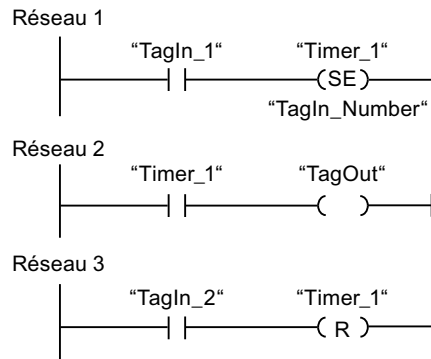 Réseau 1
“TagIn_1“ “Timer_1“
SE
“TagIn_Number“
Réseau 2
“Timer_1“ “TagOut“
Réseau 3
“TagIn_2“ “Timer_1“
R